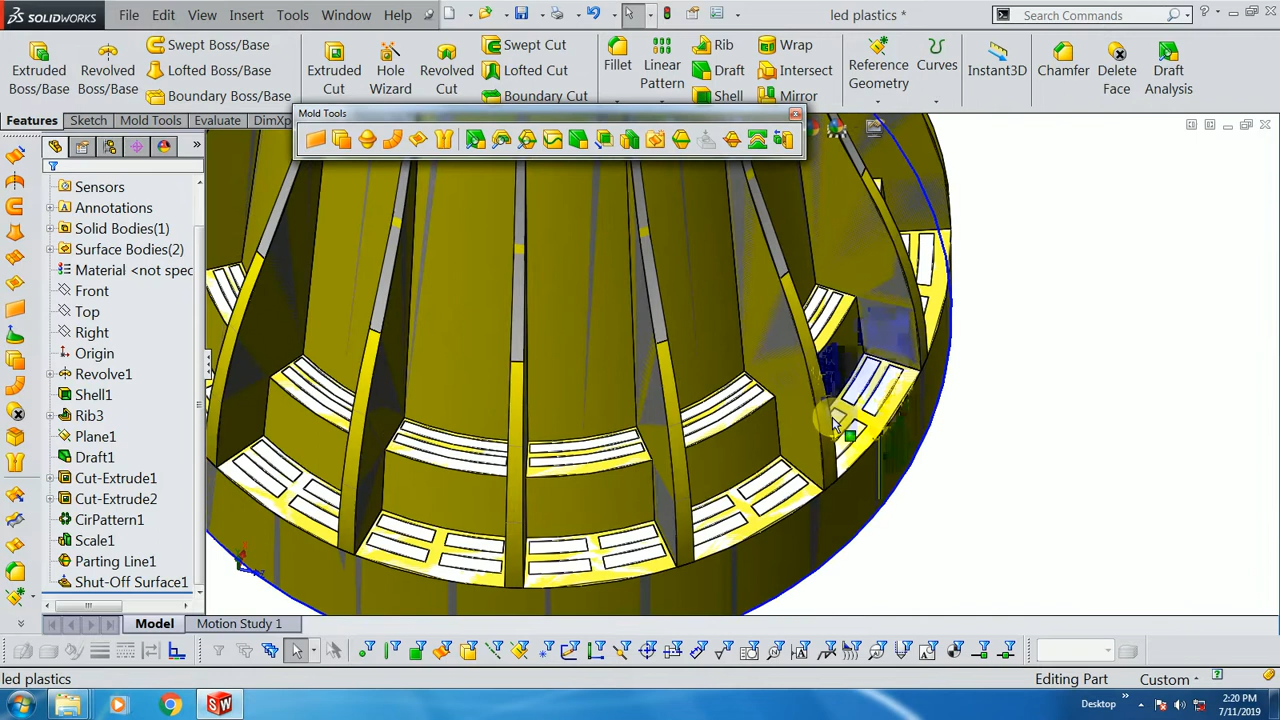 SOLIDWORKS File Edit View Insert Tools Window Help led plastics * Search Commands
Extruded Boss/Base Revolved Boss/Base Swept Boss/Base Lofted Boss/Base Boundary Boss/Base Extruded Cut Hole Wizard Revolved Cut Swept Cut Lofted Cut Boundary Cut Fillet Linear Pattern Rib Draft Shell Wrap Intersect Mirror Reference Geometry Curves Instant3D Chamfer Delete Face Draft Analysis
Features Sketch Mold Tools Evaluate DimXp
Mold Tools
Sensors
Annotations
Solid Bodies(1)
Surface Bodies(2)
Material <not spec
Front
Top
Right
Origin
Revolve1
Shell1
Rib3
Plane1
Draft1
Cut-Extrude1
Cut-Extrude2
CirPattern1
Scale1
Parting Line1
Shut-Off Surface1
Model Motion Study 1
led plastics Editing Part Custom
Desktop 2:20 PM
7/11/2019